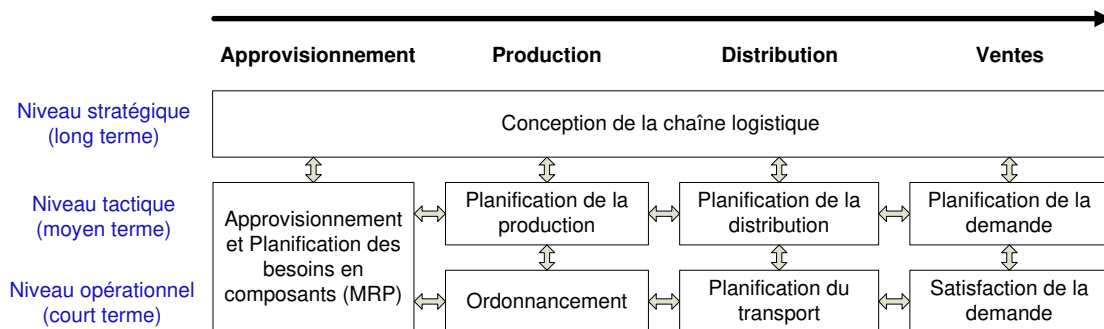 Approvisionnement Production Distribution Ventes
Niveau stratégique
(long terme)
Conception de la chaîne logistique
Niveau tactique
(moyen terme)
Approvisionnement
et Planification des
besoins en
composants (MRP)
Planification de la
production
Planification de la
distribution
Planification de la
demande
Niveau opérationnel
(court terme)
Ordonnancement
Planification du
transport
Satisfaction de la
demande